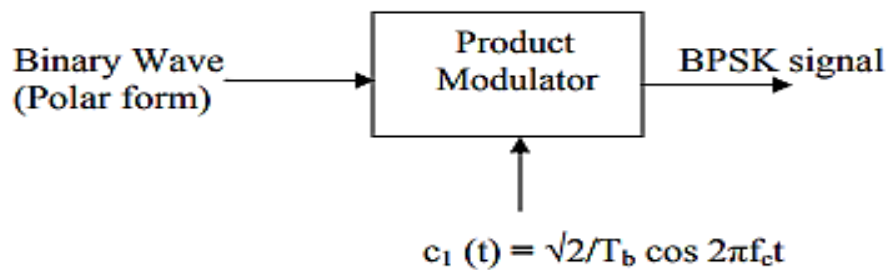 Binary Wave
(Polar form)
Product
Modulator
BPSK signal
c₁ (t) = √2/T_b cos 2πf_ct